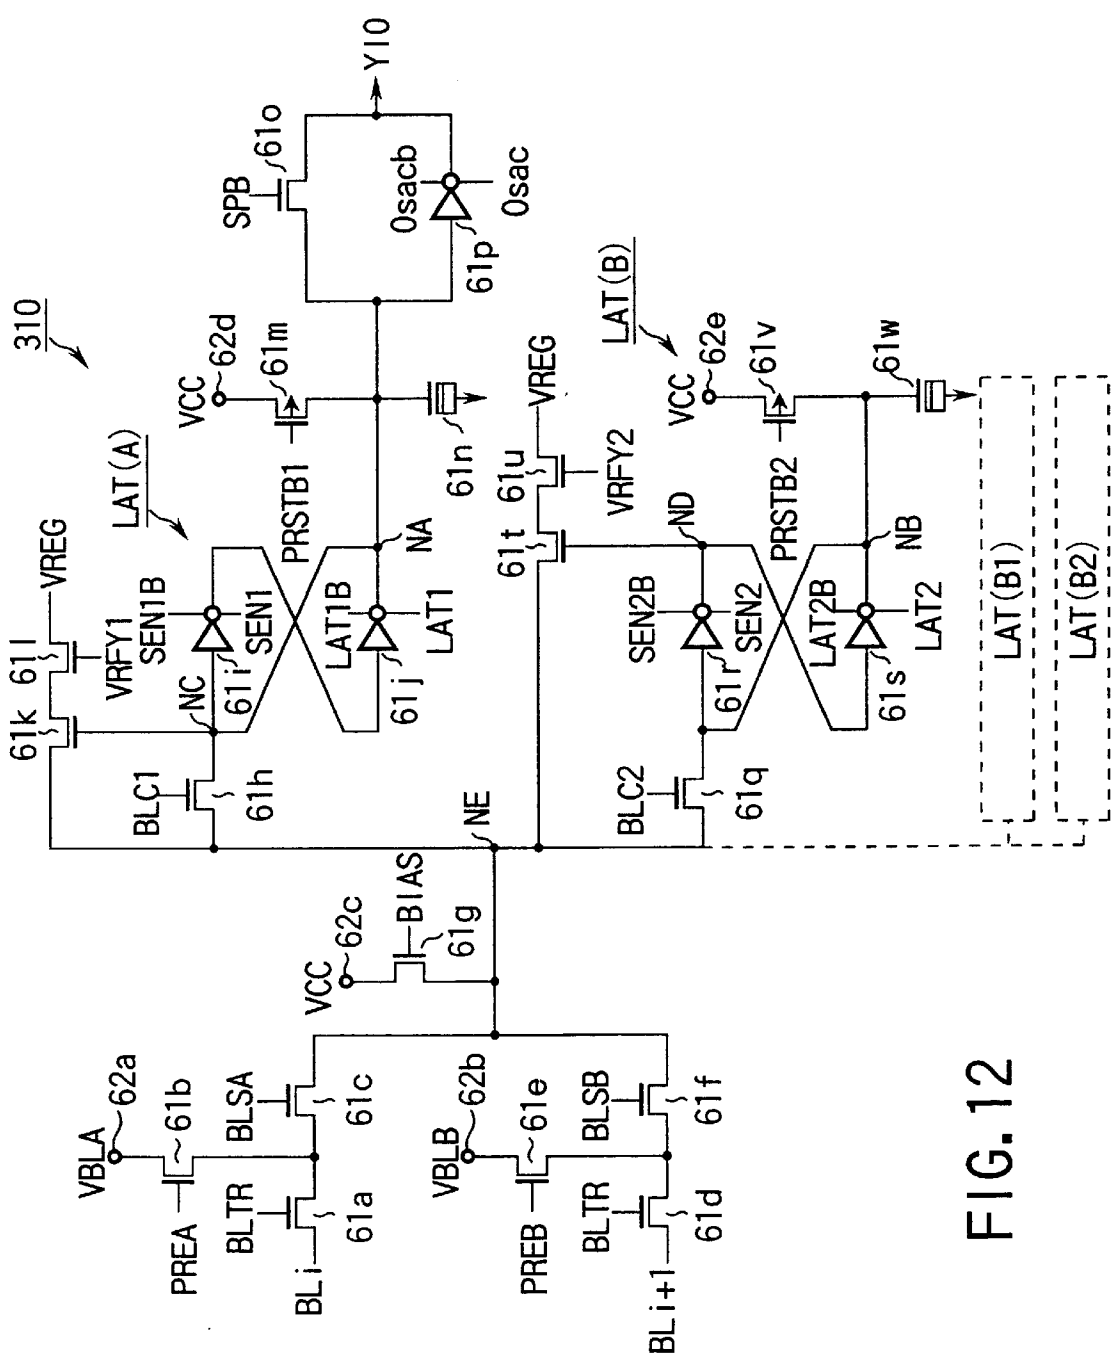 310
LAT(A)
VREG
61l
61k
VRFY1
NC
SEN1B
SEN1
61i
BLC1
61h
LAT1B
LAT1
61j
NA
VCC
62d
61m
PRSTB1
61n
SPB
61o
YIO
Osacb
Osac
61p
VREG
61u
61t
VRFY2
LAT(B)
ND
SEN2B
SEN2
61r
BLC2
61q
LAT2B
LAT2
61s
NB
VCC
62e
61v
PRSTB2
61w
LAT(B1)
LAT(B2)
NE
VCC
62c
BIAS
61g
VBLA
62a
61b
PREA
BLSA
61c
BLTR
61a
BLi
VBLB
62b
61e
PREB
BLSB
61f
BLTR
61d
BLi+1
FIG.12